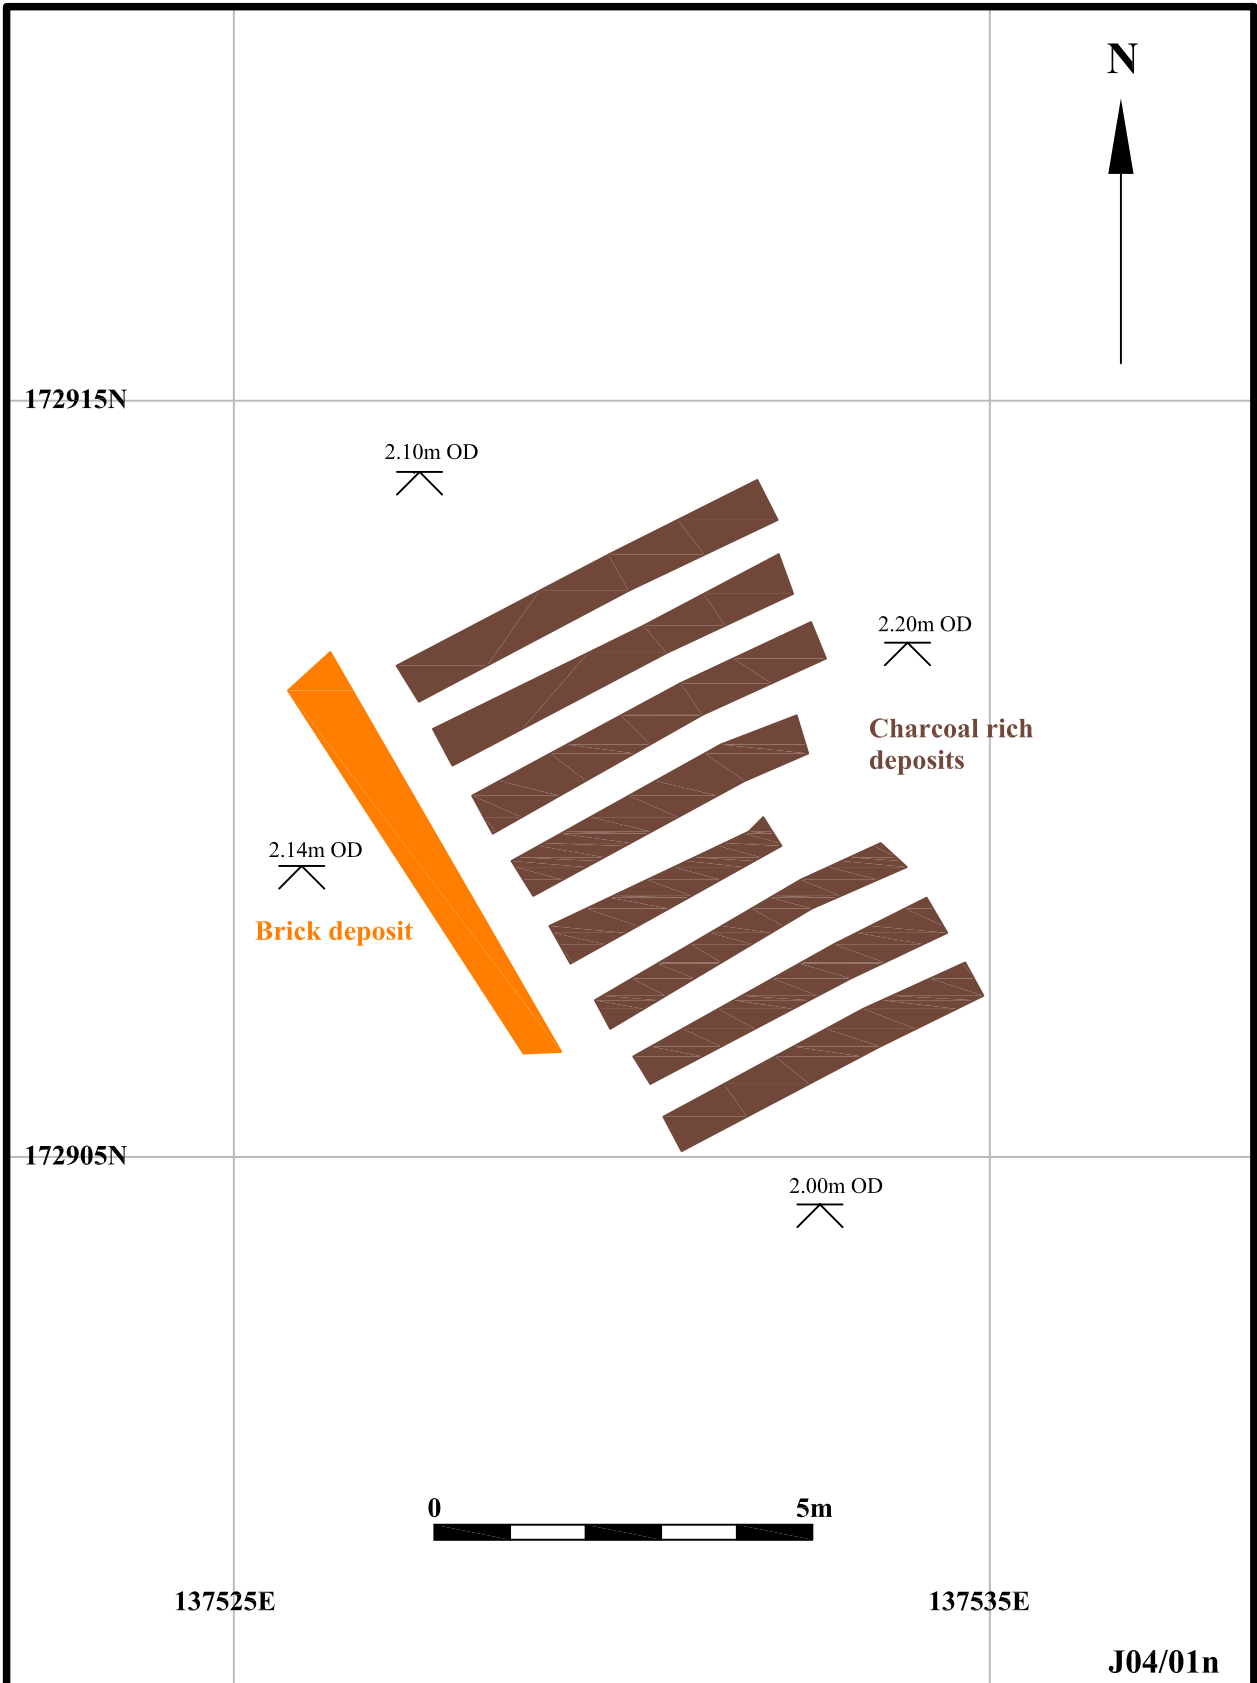 N
172915N
2.10m OD
2.20m OD
Charcoal rich
deposits
2.14m OD
Brick deposit
172905N
2.00m OD
0 5m
137525E 137535E
J04/01n